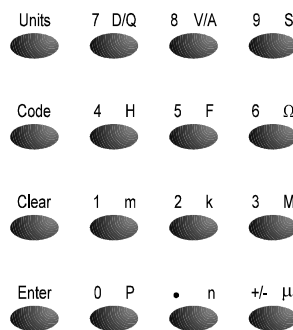 Units 7 D/Q 8 V/A 9 S
Code 4 H 5 F 6 Ω
Clear 1 m 2 k 3 M
Enter 0 P • n +/- µ